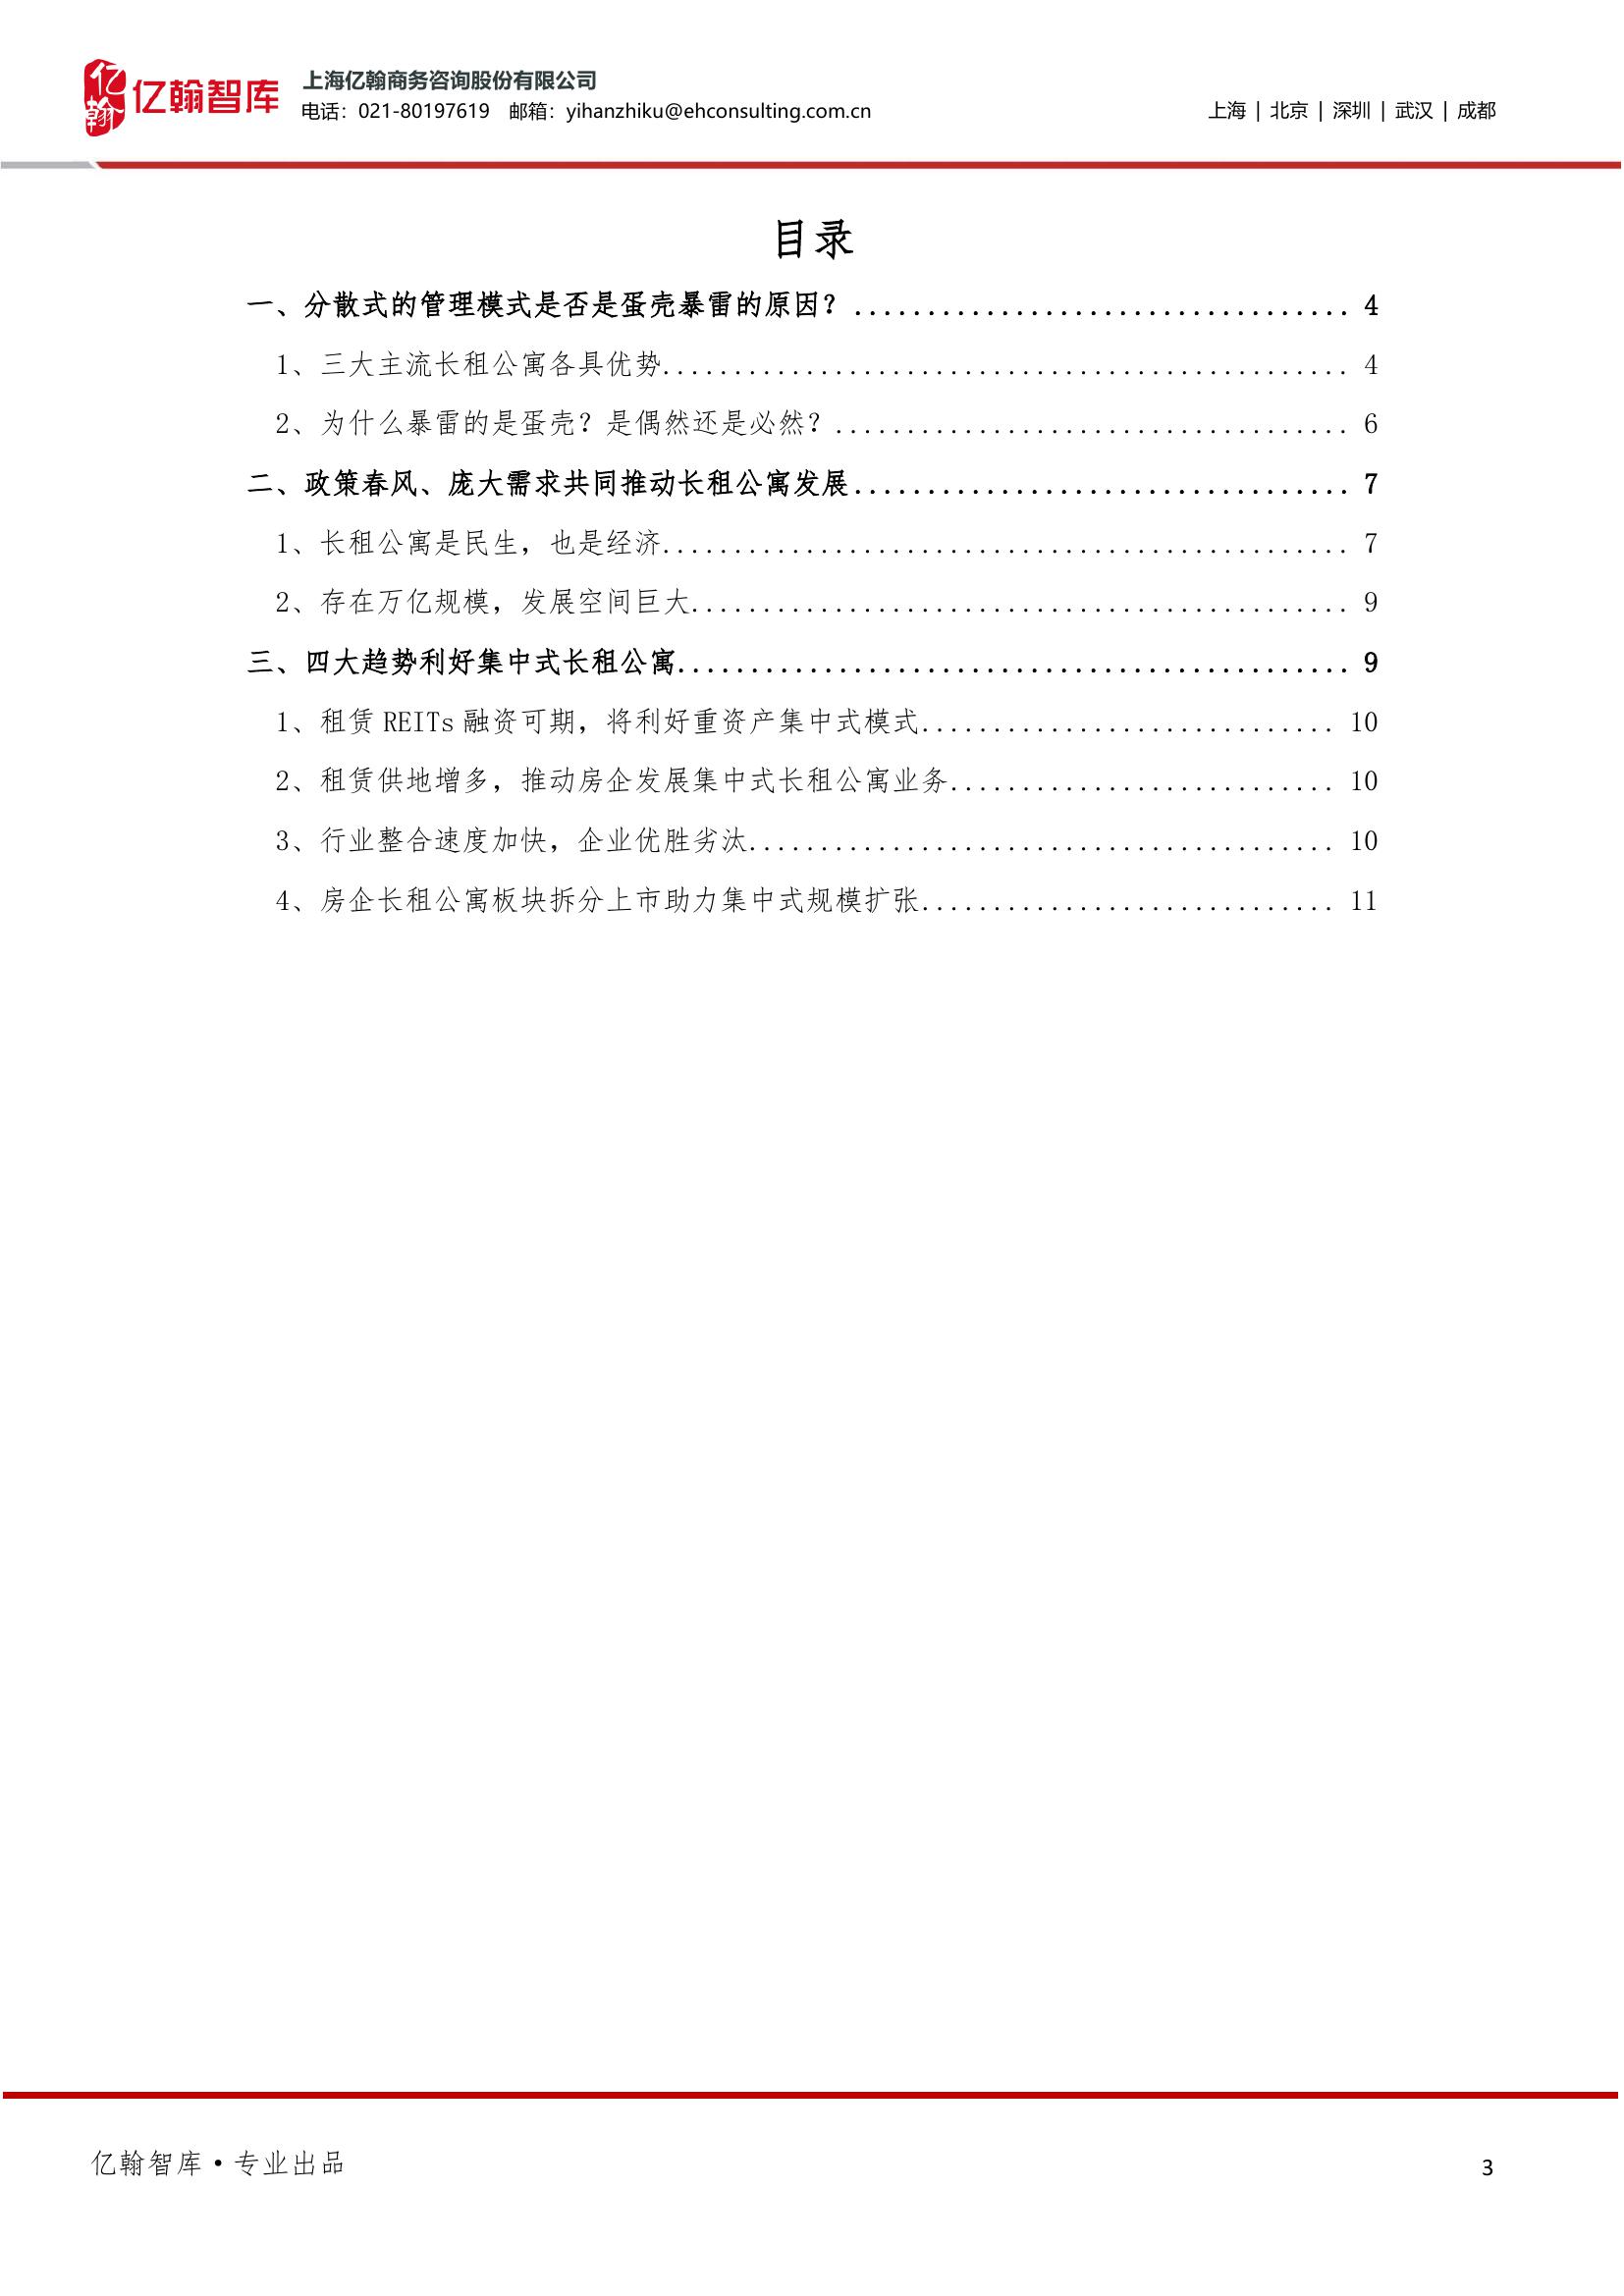 亿翰
亿翰智库
上海亿翰商务咨询股份有限公司
电话：021-80197619 邮箱：yihanzhiku@ehconsulting.com.cn
上海 | 北京 | 深圳 | 武汉 | 成都
目录
一、分散式的管理模式是否是蛋壳暴雷的原因？................................... 4
1、三大主流长租公寓各具优势................................................ 4
2、为什么暴雷的是蛋壳？是偶然还是必然？.................................... 6
二、政策春风、庞大需求共同推动长租公寓发展................................... 7
1、长租公寓是民生，也是经济................................................ 7
2、存在万亿规模，发展空间巨大.............................................. 9
三、四大趋势利好集中式长租公寓............................................... 9
1、租赁 REITs 融资可期，将利好重资产集中式模式............................. 10
2、租赁供地增多，推动房企发展集中式长租公寓业务........................... 10
3、行业整合速度加快，企业优胜劣汰......................................... 10
4、房企长租公寓板块拆分上市助力集中式规模扩张............................. 11
亿翰智库·专业出品
3